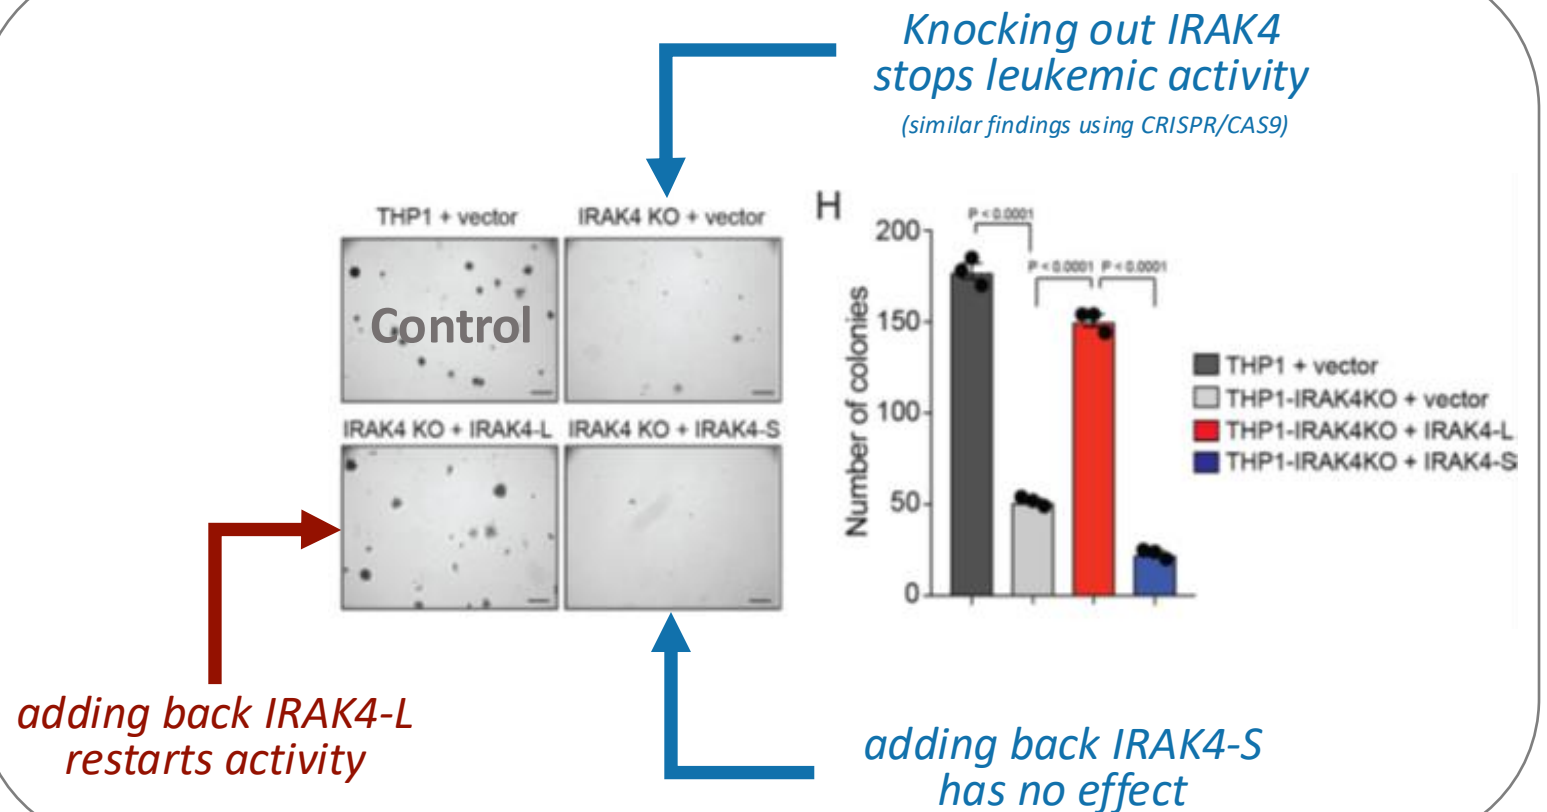 Knocking out IRAK4
stops leukemic activity
(similar findings using CRISPR/CAS9)
THP1 + vector
IRAK4 KO + vector
Control
IRAK4 KO + IRAK4-L
IRAK4 KO + IRAK4-S
H
P < 0.0001
P < 0.0001
P < 0.0001
Number of colonies
200
150
100
50
0
THP1 + vector
THP1-IRAK4KO + vector
THP1-IRAK4KO + IRAK4-L
THP1-IRAK4KO + IRAK4-S
adding back IRAK4-L
restarts activity
adding back IRAK4-S
has no effect